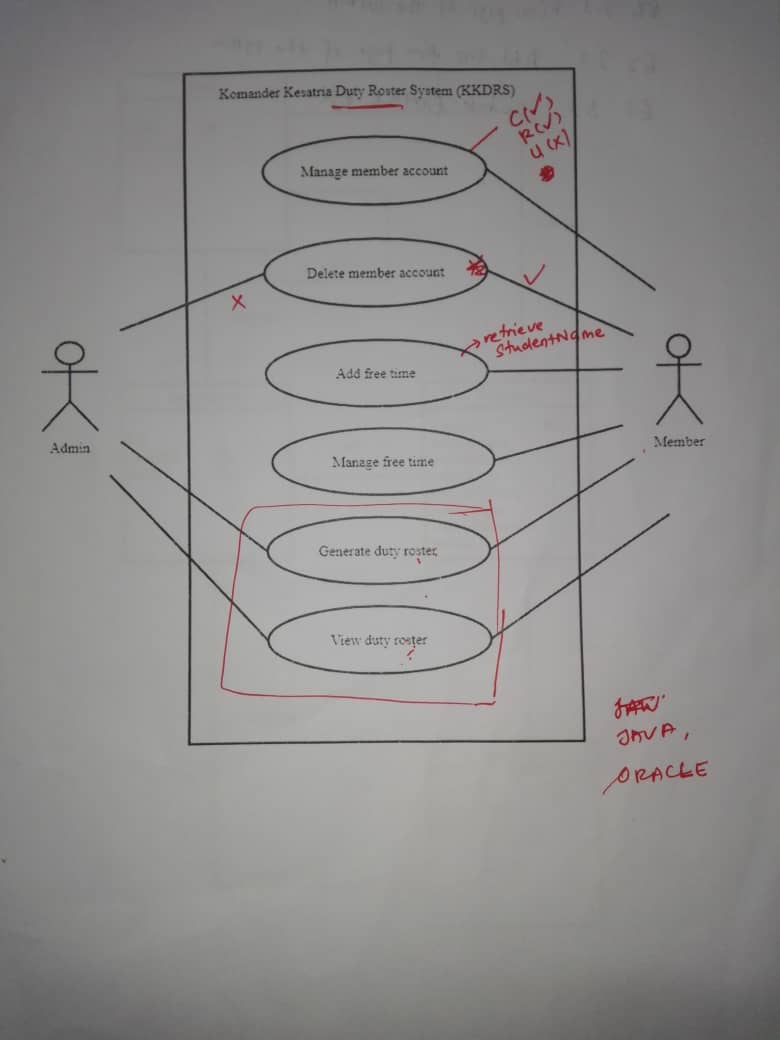 Komander Kesatria Duty Roster System (KKDRS)
C(✓)
R(✓)
U(X)
Manage member account
Delete member account
X
✓
retrieve
StudentName
Add free time
Admin
Member
Manage free time
Generate duty roster
View duty roster
?
JAVA,
ORACLE